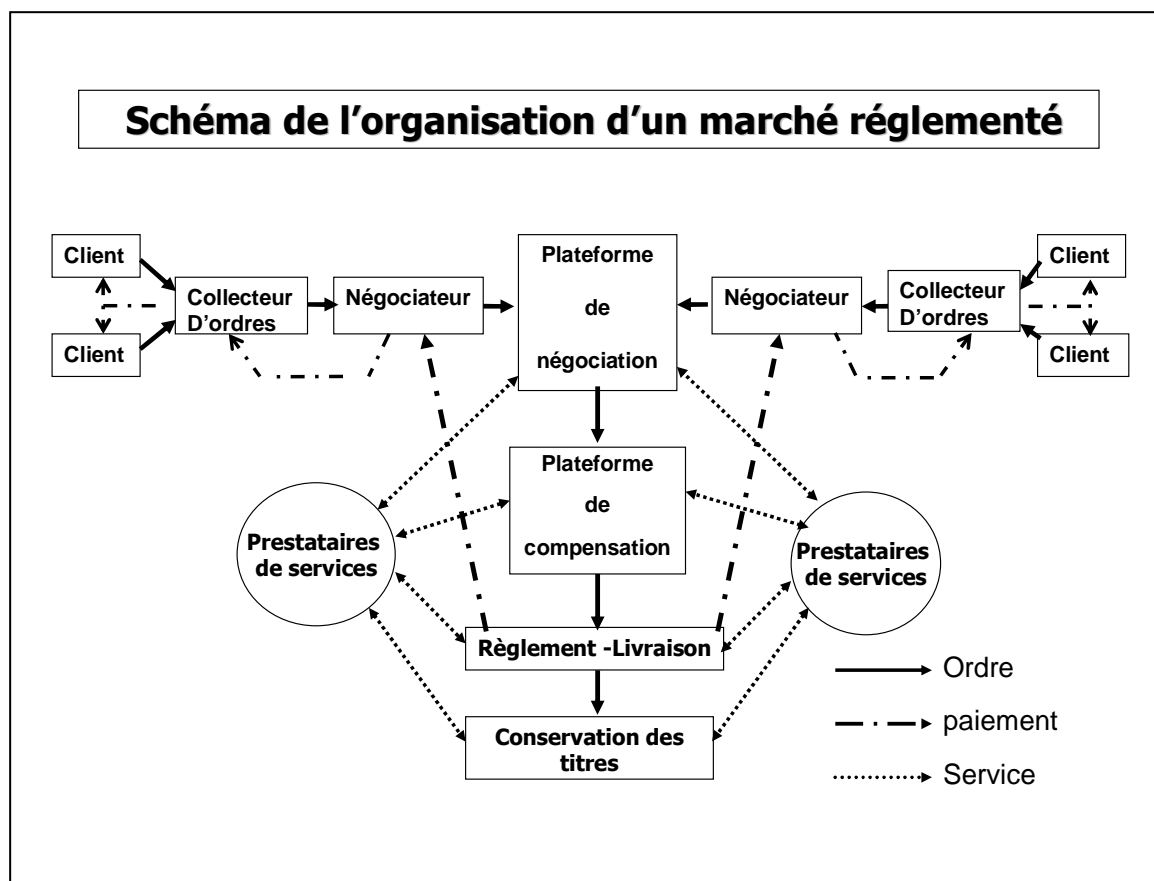 Schéma de l'organisation d'un marché réglementé
Client
Client
Collecteur
D'ordres
Négociateur
Plateforme
de
négociation
Négociateur
Collecteur
D'ordres
Client
Client
Plateforme
de
compensation
Prestataires
de services
Prestataires
de services
Règlement -Livraison
Conservation des
titres
Ordre
paiement
Service